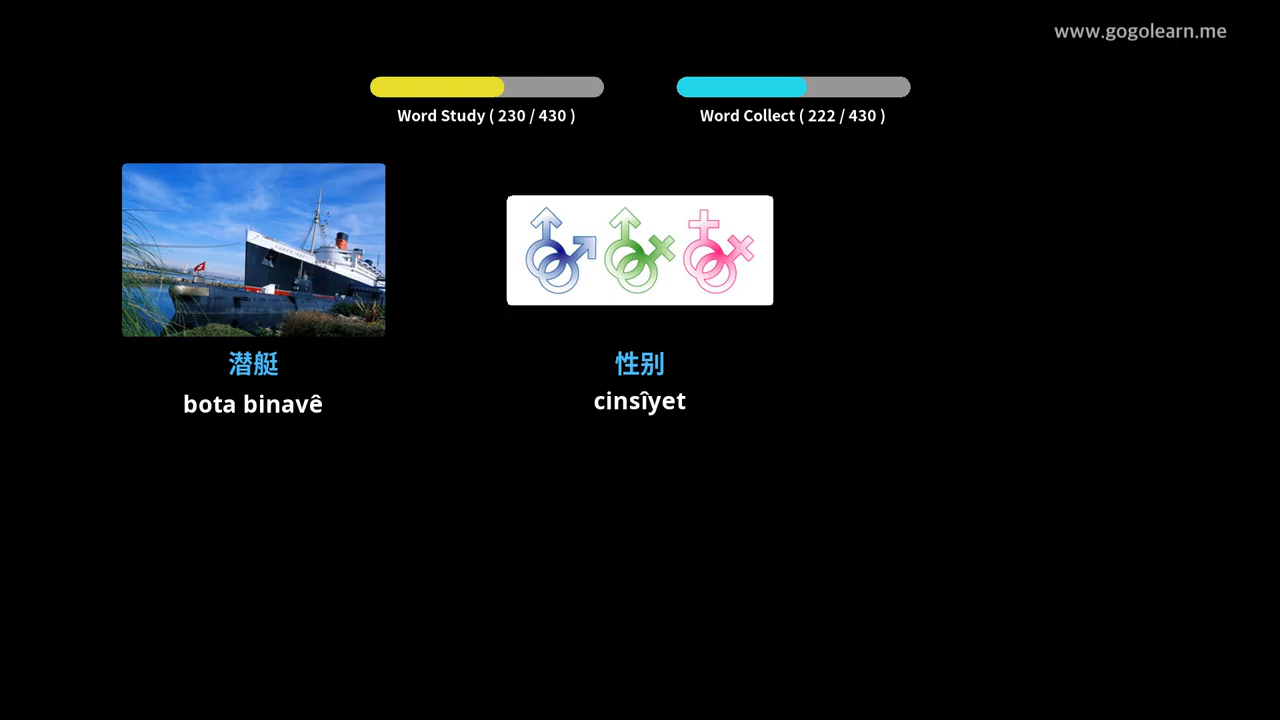 www.gogolearn.me
Word Study ( 230 / 430 )
Word Collect ( 222 / 430 )
潜艇
bota binavê
性别
cinsîyet